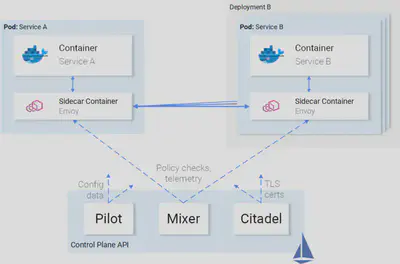 Deployment B
Pod: Service A
Pod: Service B
Container
Service A
Container
Service B
Sidecar Container
Envoy
Sidecar Container
Envoy
Policy checks,
telemetry
Config
data
TLS
certs
Pilot
Mixer
Citadel
Control Plane API